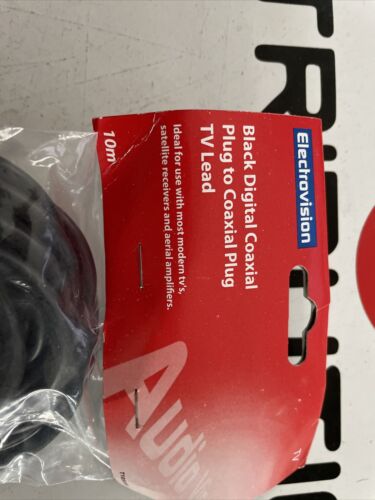 Electrovision
Black Digital Coaxial
Plug to Coaxial Plug
TV Lead
Ideal for use with most modern tv's,
satellite receivers and aerial amplifiers.
10m
TV